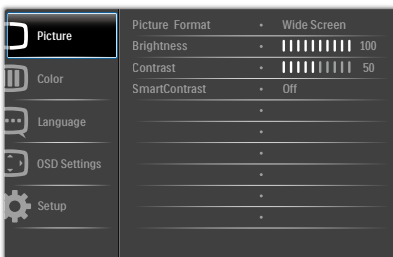 Picture
Color
Language
OSD Settings
Setup
Picture Format • Wide Screen
Brightness • 100
Contrast • 50
SmartContrast • Off
•
•
•
•
•
•